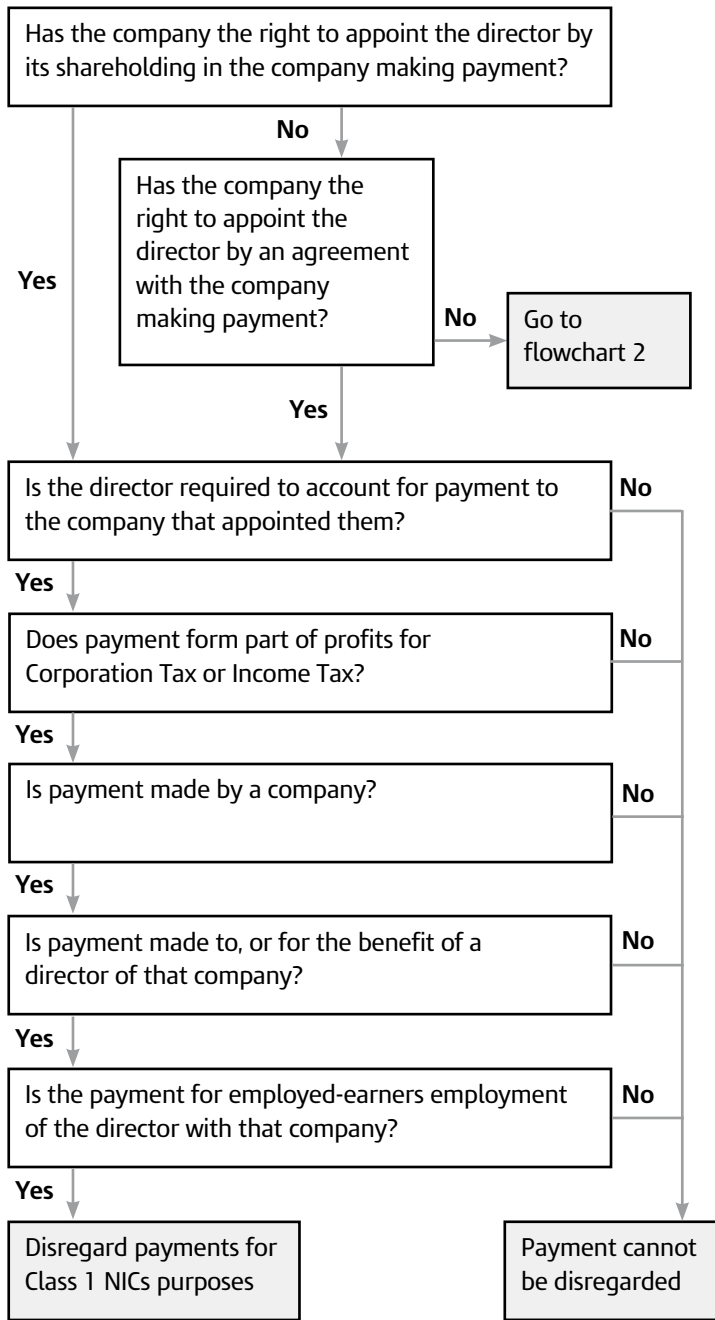 Has the company the right to appoint the director by
its shareholding in the company making payment?
No
Has the company the
right to appoint the
director by an agreement
with the company
making payment?
Yes
No
Go to
flowchart 2
Yes
Is the director required to account for payment to
the company that appointed them?
No
Yes
Does payment form part of profits for
Corporation Tax or Income Tax?
No
Yes
Is payment made by a company?
No
Yes
Is payment made to, or for the benefit of a
director of that company?
No
Yes
Is the payment for employed-earners employment
of the director with that company?
No
Yes
Disregard payments for
Class 1 NICs purposes
Payment cannot
be disregarded